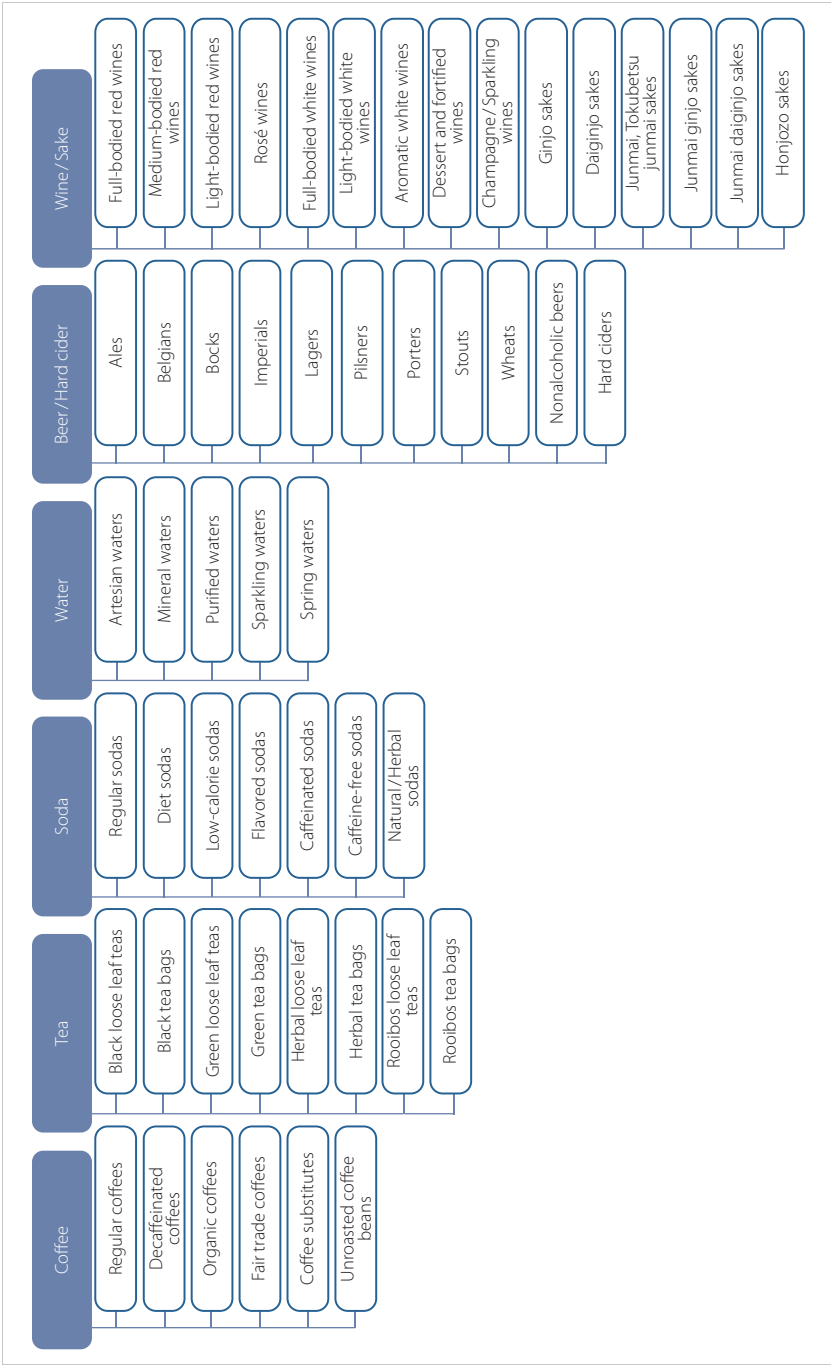 Coffee
Regular coffees
Decaffeinated
coffees
Organic coffees
Fair trade coffees
Coffee substitutes
Unroasted coffee
beans
Tea
Black loose leaf teas
Black tea bags
Green loose leaf teas
Green tea bags
Herbal loose leaf
teas
Herbal tea bags
Rooibos loose leaf
teas
Rooibos tea bags
Soda
Regular sodas
Diet sodas
Low-calorie sodas
Flavored sodas
Caffeinated sodas
Caffeine-free sodas
Natural/Herbal
sodas
Water
Artesian waters
Mineral waters
Purified waters
Sparkling waters
Spring waters
Beer/Hard cider
Ales
Belgians
Bocks
Imperials
Lagers
Pilsners
Porters
Stouts
Wheats
Nonalcoholic beers
Hard ciders
Wine/Sake
Full-bodied red wines
Medium-bodied red
wines
Light-bodied red wines
Rosé wines
Full-bodied white wines
Light-bodied white
wines
Aromatic white wines
Dessert and fortified
wines
Champagne/Sparkling
wines
Ginjo sakes
Daiginjo sakes
Junmai, Tokubetsu
junmai sakes
Junmai ginjo sakes
Junmai daiginjo sakes
Honjozo sakes